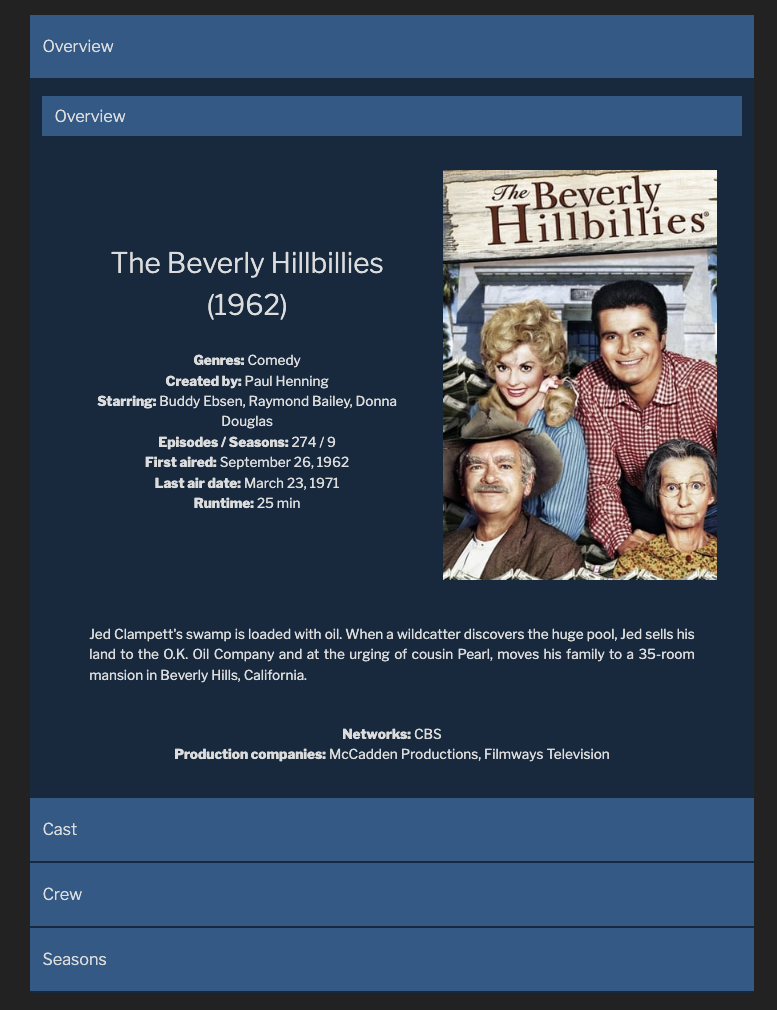 Overview
Overview
The Beverly Hillbillies
(1962)
Genres: Comedy
Created by: Paul Henning
Starring: Buddy Ebsen, Raymond Bailey, Donna
Douglas
Episodes / Seasons: 274 / 9
First aired: September 26, 1962
Last air date: March 23, 1971
Runtime: 25 min
The Beverly
Hillbillies®
Jed Clampett's swamp is loaded with oil. When a wildcatter discovers the huge pool, Jed sells his
land to the O.K. Oil Company and at the urging of cousin Pearl, moves his family to a 35-room
mansion in Beverly Hills, California.
Networks: CBS
Production companies: McCadden Productions, Filmways Television
Cast
Crew
Seasons